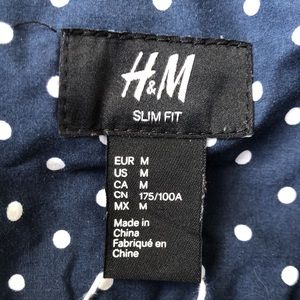 H&M
SLIM FIT
EUR M
US M
CA M
CN 175/100A
MX M
Made in
China
Fabriqué en
Chine